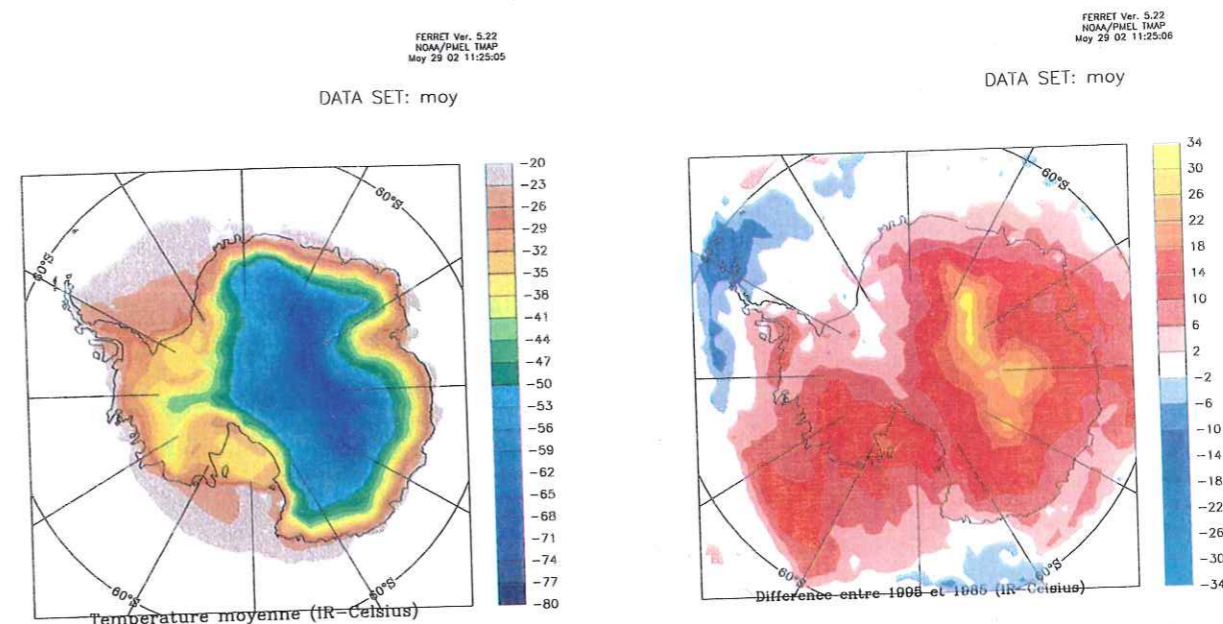 FERRET Ver. 5.22
NOAA/PMEL TMAP
May 29 02 11:25:05
DATA SET: moy
-20
-23
-26
-29
-32
-35
-38
-41
-44
-47
-50
-53
-56
-59
-62
-65
-68
-71
-74
-77
-80
60°S
60°S
60°S
60°S
Temperature moyenne (IR-Celsius)
FERRET Ver. 5.22
NOAA/PMEL TMAP
May 29 02 11:25:06
DATA SET: moy
34
30
26
22
18
14
10
6
2
-2
-6
-10
-14
-18
-22
-26
-30
-34
60°S
60°S
60°S
Difference entre 1995 et 1985 (IR-Celsius)